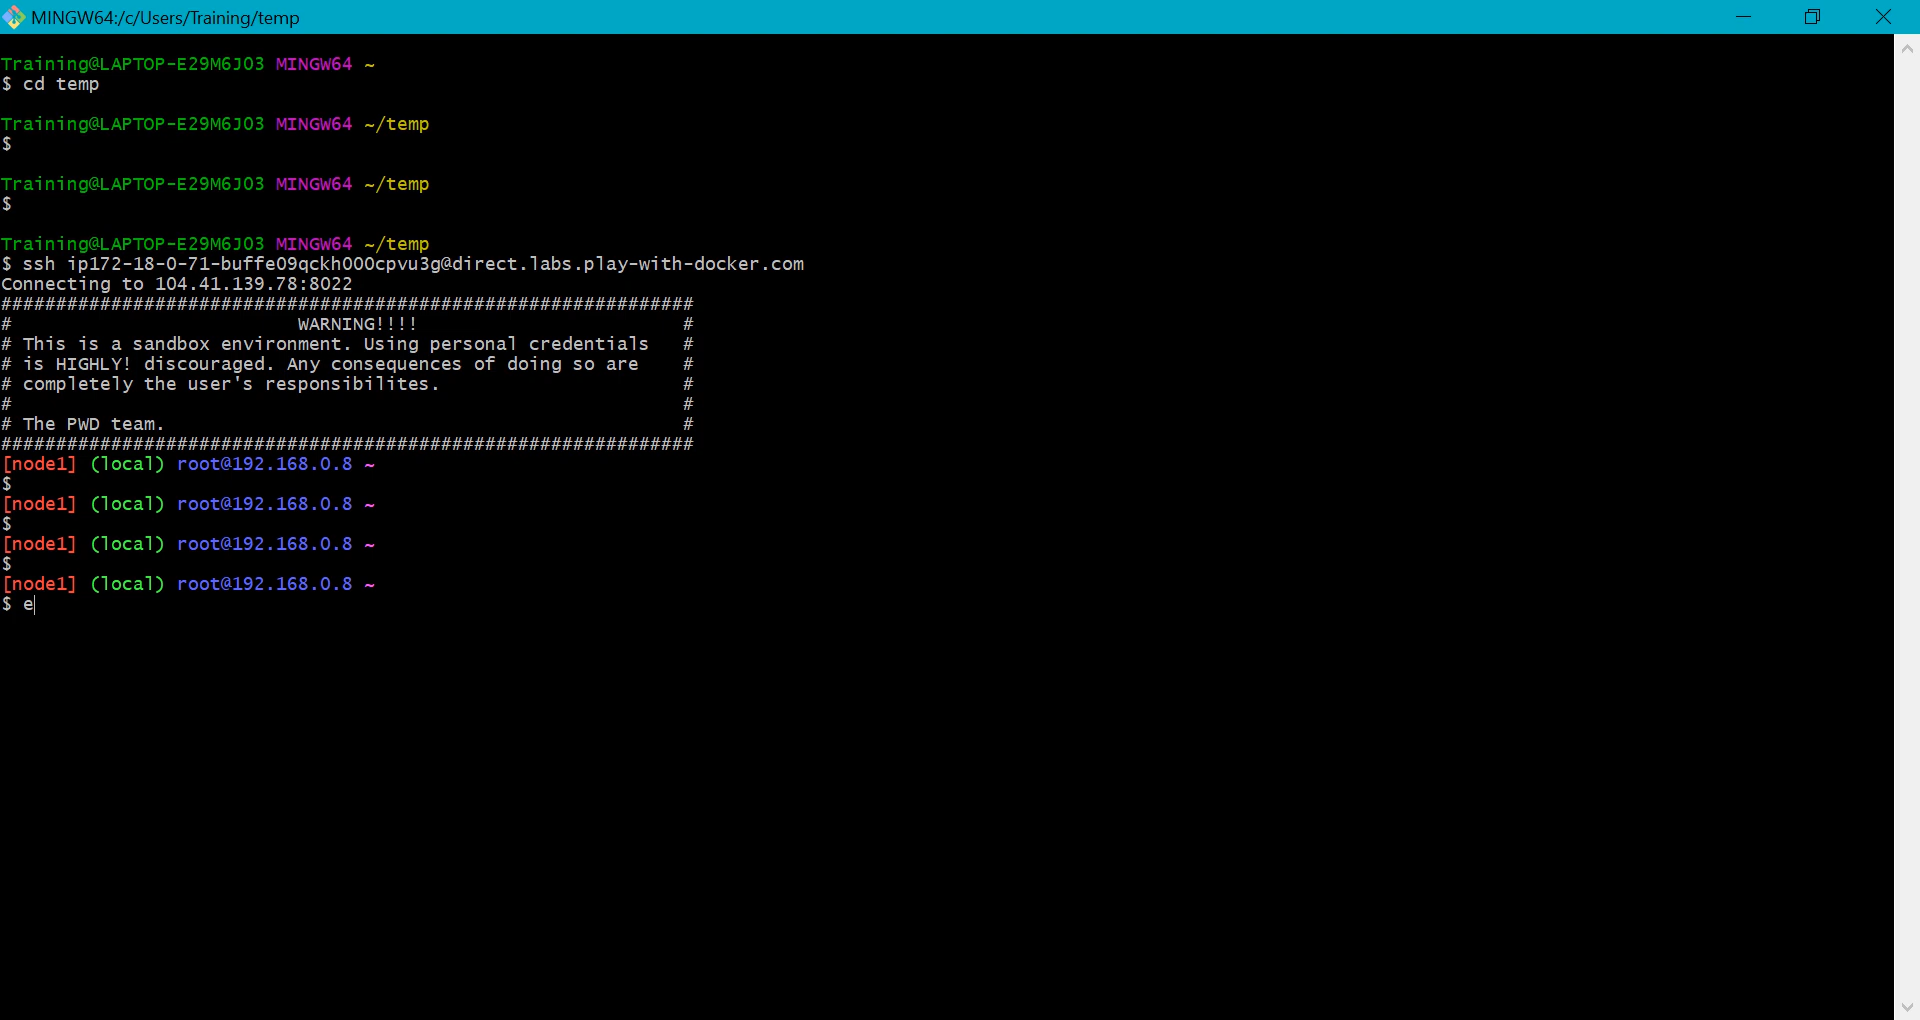 MINGW64:/c/Users/Training/temp
Training@LAPTOP-E29M6JO3 MINGW64 ~
$ cd temp
Training@LAPTOP-E29M6JO3 MINGW64 ~/temp
$
Training@LAPTOP-E29M6JO3 MINGW64 ~/temp
$
Training@LAPTOP-E29M6JO3 MINGW64 ~/temp
$ ssh ip172-18-0-71-buffe09qckh000cpvu3g@direct.labs.play-with-docker.com
Connecting to 104.41.139.78:8022
###############################################################
#                          WARNING!!!!                        #
# This is a sandbox environment. Using personal credentials   #
# is HIGHLY! discouraged. Any consequences of doing so are    #
# completely the user's responsibilites.                      #
#                                                             #
# The PWD team.                                               #
###############################################################
[node1] (local) root@192.168.0.8 ~
$
[node1] (local) root@192.168.0.8 ~
$
[node1] (local) root@192.168.0.8 ~
$
[node1] (local) root@192.168.0.8 ~
$ e